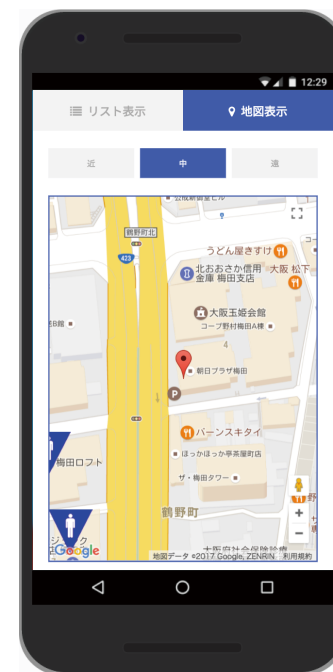 12:29
リスト表示
地図表示
近
中
遠
鶴野町北
423
うどん屋きすけ
北おおさか信用
金庫 梅田支店
大阪 松下
大阪玉姫会館
コープ野村梅田A棟
4
朝日プラザ梅田
P
バーンスキタイ
ほっかほっか亭茶屋町店
梅田ロフト
ザ・梅田タワー
鶴野町
Google
地図データ ©2017 Google, ZENRIN
利用規約